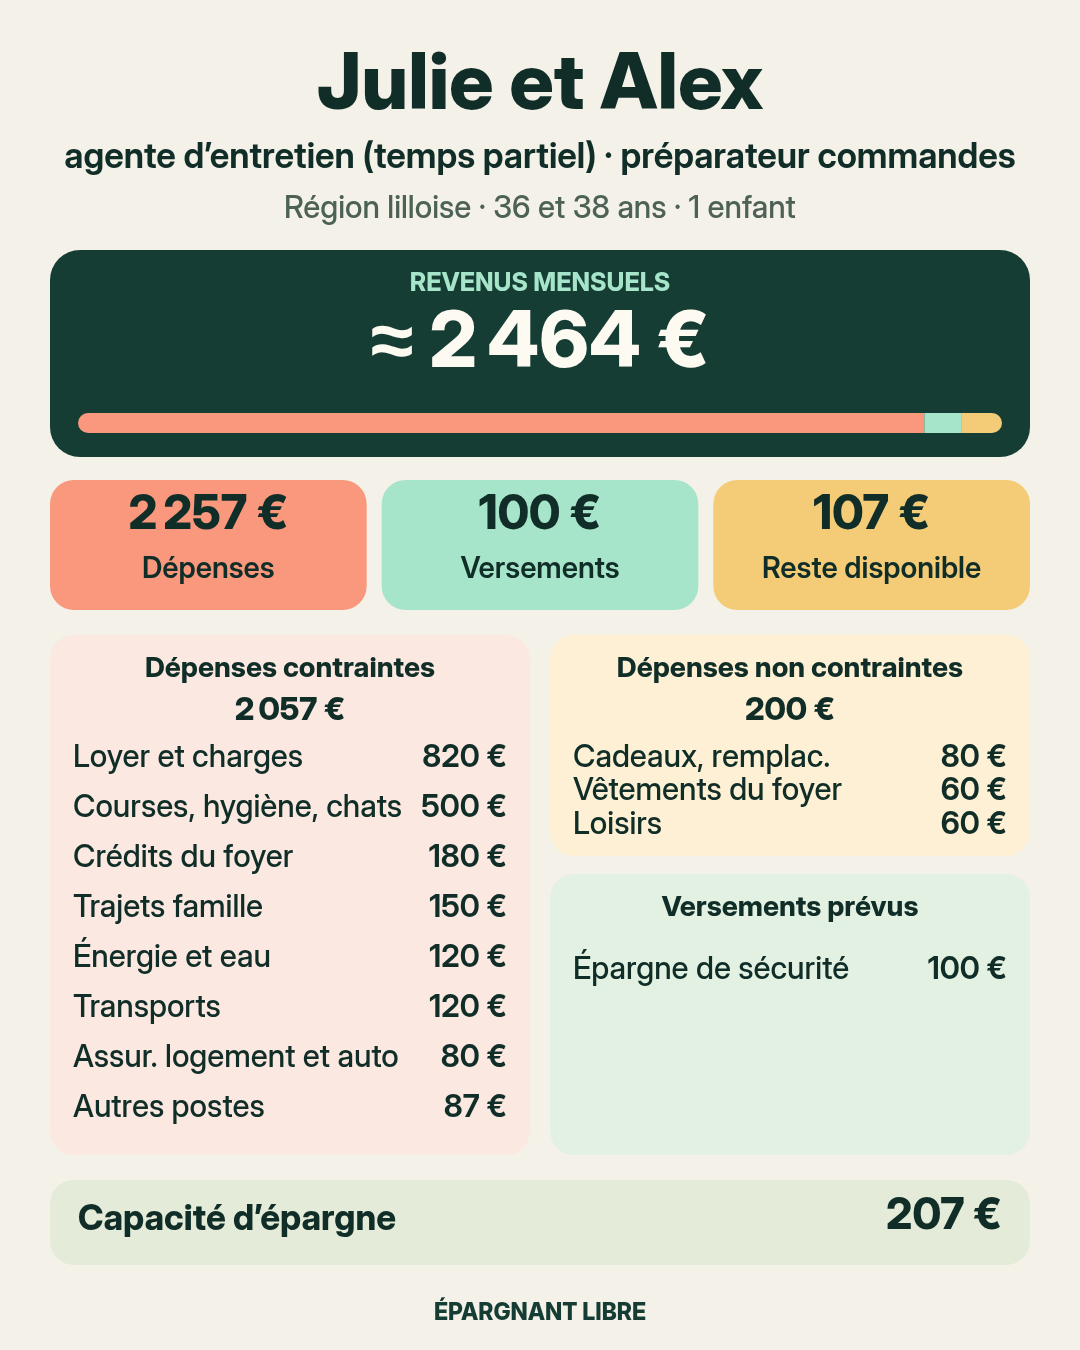 Julie et Alex
agente d’entretien (temps partiel) · préparateur commandes
Région lilloise · 36 et 38 ans · 1 enfant
REVENUS MENSUELS
≈ 2 464 €
2 257 €
Dépenses
100 €
Versements
107 €
Reste disponible
Dépenses contraintes
2 057 €
Loyer et charges 820 €
Courses, hygiène, chats 500 €
Crédits du foyer 180 €
Trajets famille 150 €
Énergie et eau 120 €
Transports 120 €
Assur. logement et auto 80 €
Autres postes 87 €
Dépenses non contraintes
200 €
Cadeaux, remplac. 80 €
Vêtements du foyer 60 €
Loisirs 60 €
Versements prévus
Épargne de sécurité 100 €
Capacité d’épargne 207 €
ÉPARGNANT LIBRE